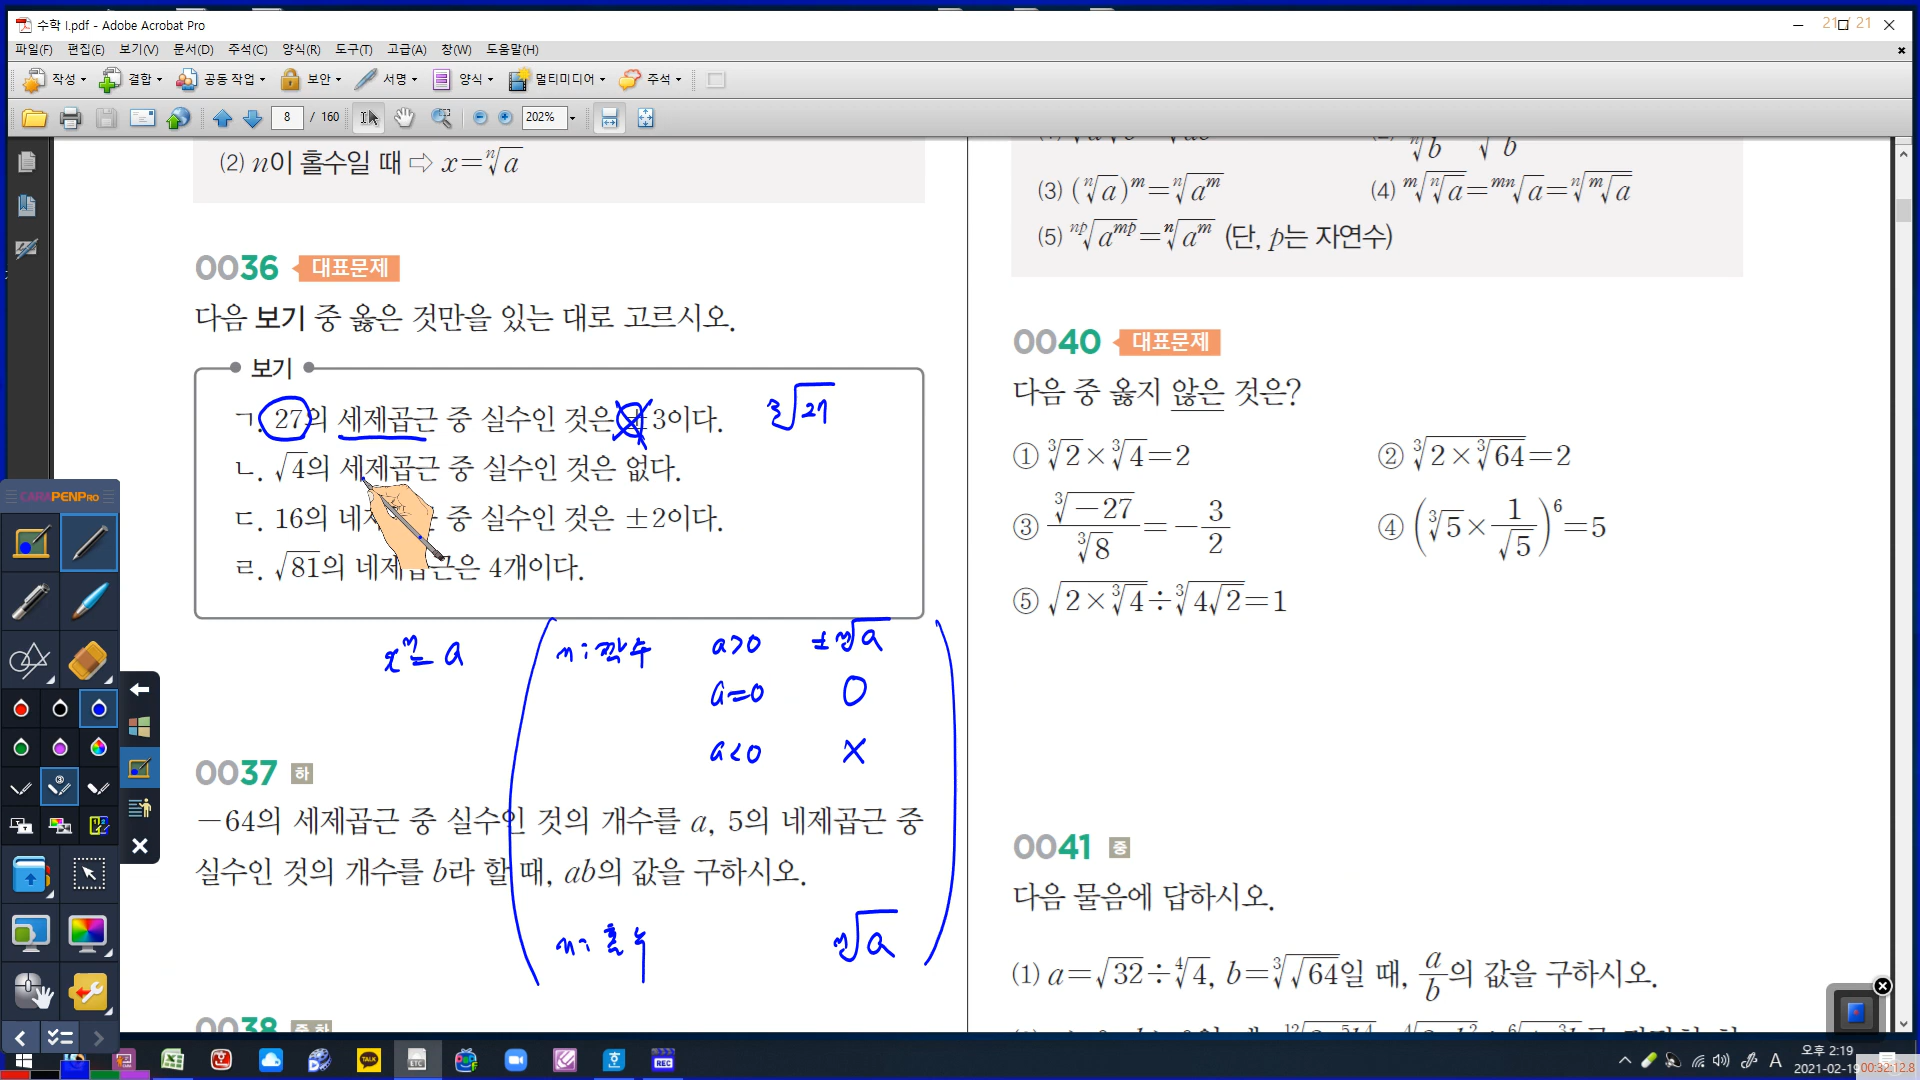 수학 I.pdf - Adobe Acrobat Pro
21 / 21
파일(F) 편집(E) 보기(V) 문서(D) 주석(C) 양식(R) 도구(T) 고급(A) 창(W) 도움말(H)
작성 결합 공동 작업 보안 서명 양식 멀티미디어 주석
8 / 160 202%
(2) n이 홀수일 때 ⇨ x=ⁿ√a
0036 대표문제
다음 보기 중 옳은 것만을 있는 대로 고르시오.
보기
ㄱ. 27의 세제곱근 중 실수인 것은 ±3이다. ³√27
ㄴ. √4의 세제곱근 중 실수인 것은 없다.
ㄷ. 16의 네제 중 실수인 것은 ±2이다.
ㄹ. √81의 네제곱근은 4개이다.
xⁿ = a
n : 짝수 a>0 ±ⁿ√a
a=0 0
a<0 X
n : 홀수 ⁿ√a
0037 하
−64의 세제곱근 중 실수인 것의 개수를 a, 5의 네제곱근 중
실수인 것의 개수를 b라 할 때, ab의 값을 구하시오.
0038 중하
ⁿ√b √b
(3) (ⁿ√a)ᵐ=ⁿ√aᵐ (4) ᵐ√ⁿ√a=ᵐⁿ√a=ⁿ√ᵐ√a
(5) ⁿᵖ√aᵐᵖ=ⁿ√aᵐ (단, p는 자연수)
0040 대표문제
다음 중 옳지 않은 것은?
① ³√2×³√4=2 ② ³√(2×³√64)=2
③ ³√−27/³√8=−3/2 ④ (³√5×1/√5)⁶=5
⑤ √(2×³√4)÷³√(4√2)=1
0041 중
다음 물음에 답하시오.
(1) a=√32÷⁴√4, b=³√√64일 때, a/b의 값을 구하시오.
CARAPENPRO
TALK
REC
A
오후 2:19
2021-02-19
00:32:12.8